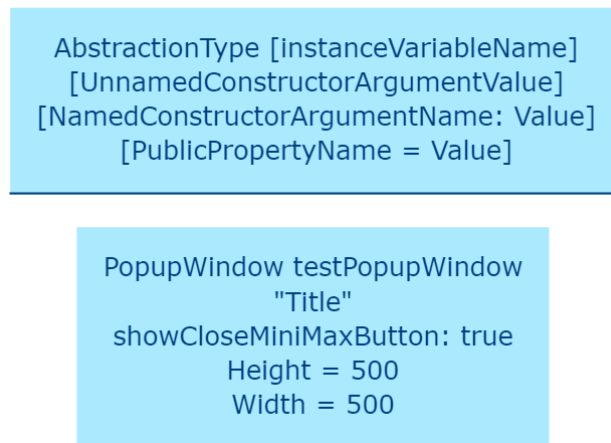 AbstractionType [instanceVariableName]
[UnnamedConstructorArgumentValue]
[NamedConstructorArgumentName: Value]
[PublicPropertyName = Value]
PopupWindow testPopupWindow
"Title"
showCloseMiniMaxButton: true
Height = 500
Width = 500